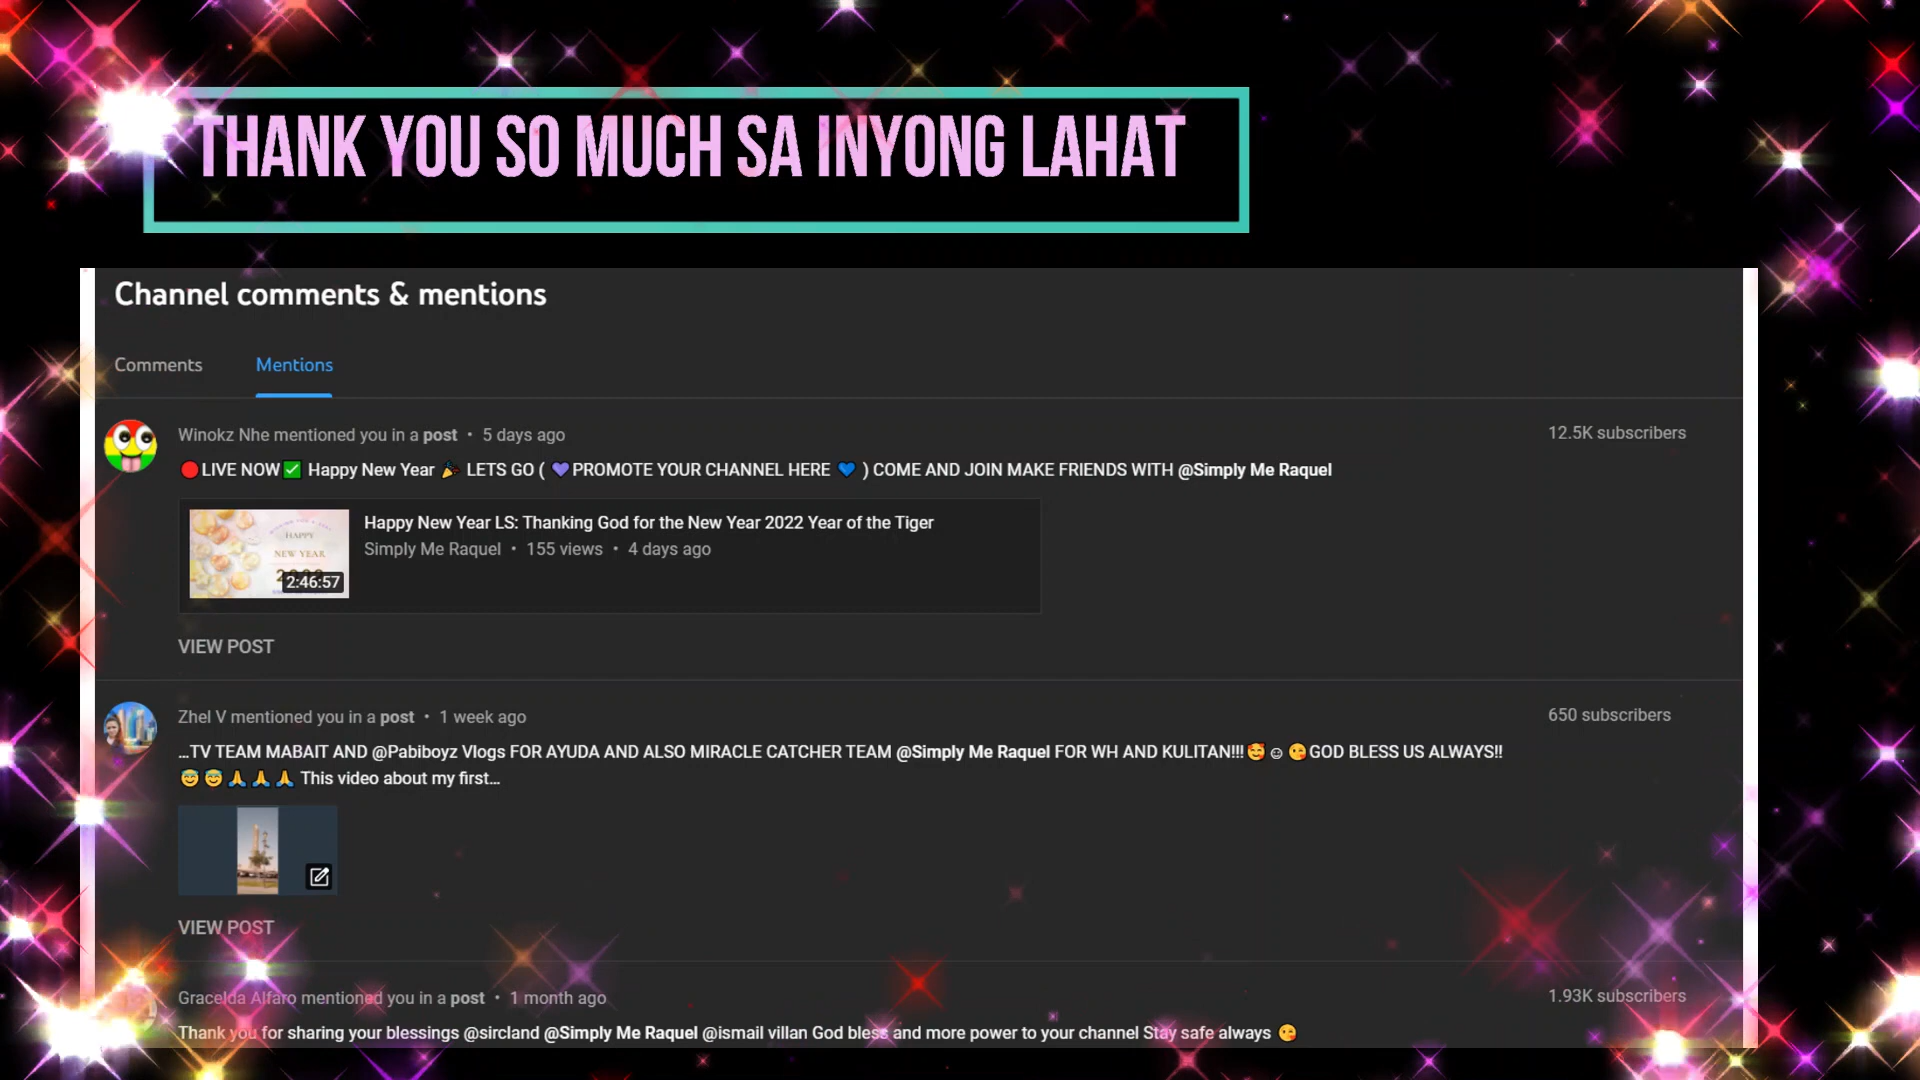 THANK YOU SO MUCH SA INYONG LAHAT
Channel comments & mentions
Comments Mentions
Winokz Nhe mentioned you in a post • 5 days ago 12.5K subscribers
🔴LIVE NOW✅ Happy New Year 🎉 LETS GO ( 💜PROMOTE YOUR CHANNEL HERE 💙 ) COME AND JOIN MAKE FRIENDS WITH @Simply Me Raquel
HAPPY
NEW YEAR
2:46:57
Happy New Year LS: Thanking God for the New Year 2022 Year of the Tiger
Simply Me Raquel • 155 views • 4 days ago
VIEW POST
Zhel V mentioned you in a post • 1 week ago 650 subscribers
...TV TEAM MABAIT AND @Pabiboyz Vlogs FOR AYUDA AND ALSO MIRACLE CATCHER TEAM @Simply Me Raquel FOR WH AND KULITAN!!!🥰☺😘GOD BLESS US ALWAYS!!
😇😇🙏🙏🙏 This video about my first...
VIEW POST
Gracelda Alfaro mentioned you in a post • 1 month ago 1.93K subscribers
Thank you for sharing your blessings @sircland @Simply Me Raquel @ismail villan God bless and more power to your channel Stay safe always 😘